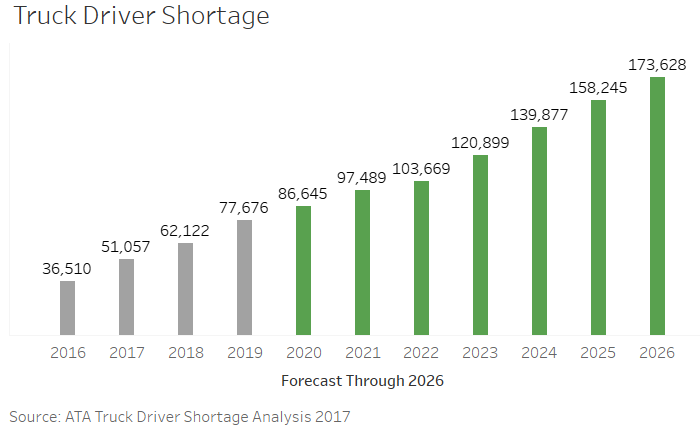 Truck Driver Shortage
173,628
158,245
139,877
120,899
103,669
97,489
86,645
77,676
62,122
51,057
36,510
2016 2017 2018 2019 2020 2021 2022 2023 2024 2025 2026
Forecast Through 2026
Source: ATA Truck Driver Shortage Analysis 2017